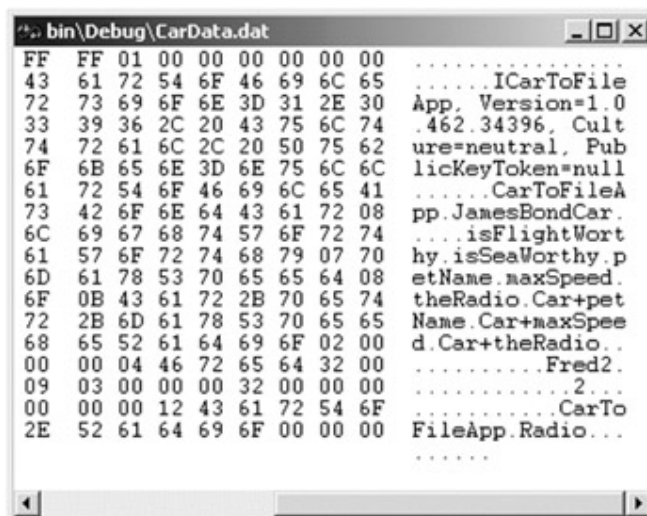 bin\Debug\CarData.dat
FF FF 01 00 00 00 00 00 00 ................
43 61 72 54 6F 46 69 6C 65 ......ICarToFile
72 73 69 6F 6E 3D 31 2E 30 App, Version=1.0
33 39 36 2C 20 43 75 6C 74 .462.34396, Cult
74 72 61 6C 2C 20 50 75 62 ure=neutral, Pub
6F 6B 65 6E 3D 6E 75 6C 6C licKeyToken=null
61 72 54 6F 46 69 6C 65 41 .......CarToFileA
73 42 6F 6E 64 43 61 72 08 pp.JamesBondCar.
6C 69 67 68 74 57 6F 72 74 ....isFlightWort
61 57 6F 72 74 68 79 07 70 hy.isSeaWorthy.p
6D 61 78 53 70 65 65 64 08 etName.maxSpeed.
6F 0B 43 61 72 2B 70 65 74 theRadio.Car+pet
72 2B 6D 61 78 53 70 65 65 Name.Car+maxSpee
68 65 52 61 64 69 6F 02 00 d.Car+theRadio..
00 00 04 46 72 65 64 32 00 ..........Fred2.
09 03 00 00 00 32 00 00 00 ............2...
00 00 00 12 43 61 72 54 6F ...........CarTo
2E 52 61 64 69 6F 00 00 00 FileApp.Radio...
......